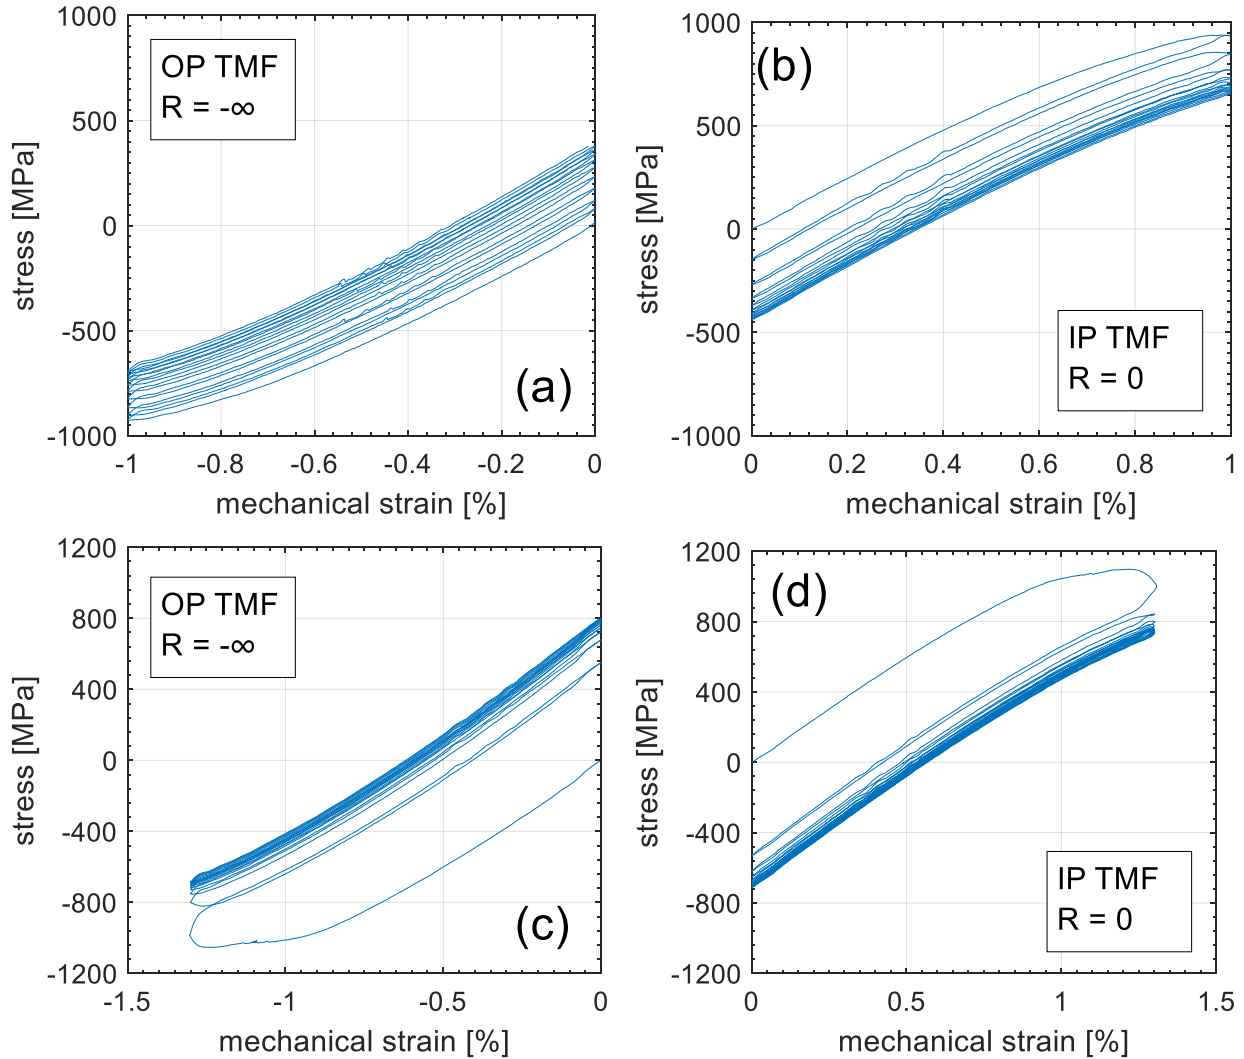 1000
500
0
-500
-1000
stress [MPa]
OP TMF
R = -∞
(a)
-1 -0.8 -0.6 -0.4 -0.2 0
mechanical strain [%]
1000
500
0
-500
-1000
stress [MPa]
(b)
IP TMF
R = 0
0 0.2 0.4 0.6 0.8 1
mechanical strain [%]
1200
800
400
0
-400
-800
-1200
stress [MPa]
OP TMF
R = -∞
(c)
-1.5 -1 -0.5 0
mechanical strain [%]
1200
800
400
0
-400
-800
-1200
stress [MPa]
(d)
IP TMF
R = 0
0 0.5 1 1.5
mechanical strain [%]